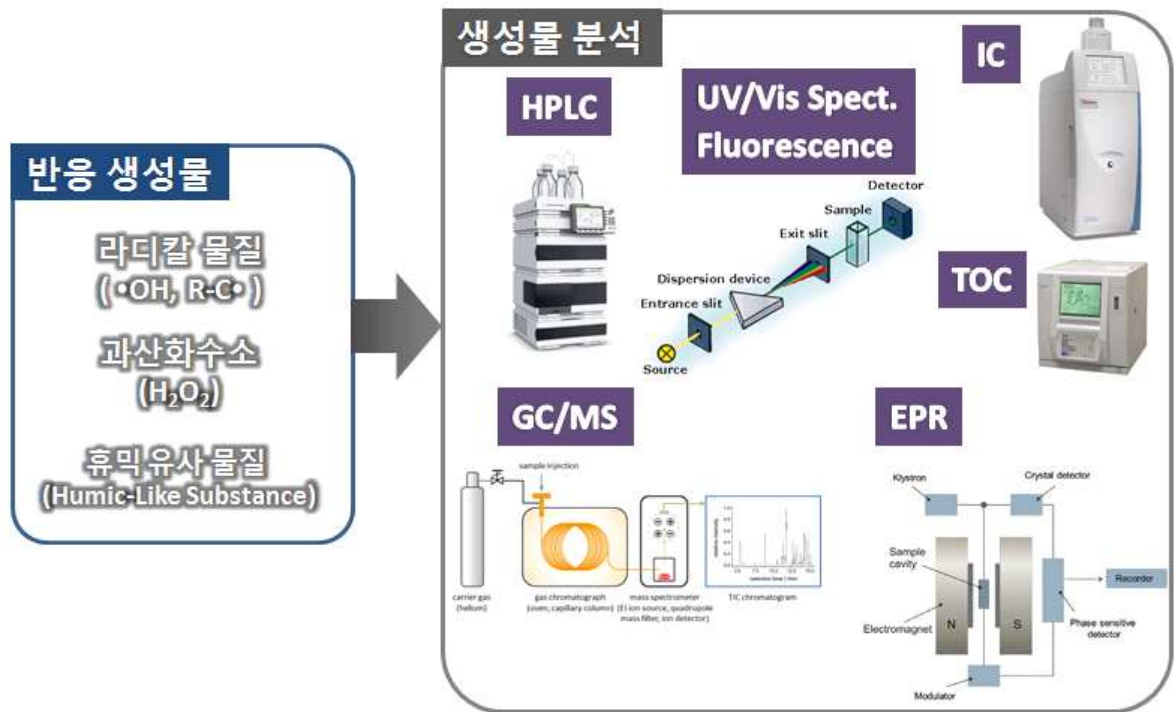 반응 생성물
라디칼 물질
( •OH, R-C• )
과산화수소
(H₂O₂)
휴믹 유사 물질
(Humic-Like Substance)
생성물 분석
HPLC
UV/Vis Spect.
Fluorescence
Detector
Sample
Exit slit
Dispersion device
Entrance slit
Source
IC
TOC
GC/MS
sample injection
carrier gas
(helium)
gas chromatograph
(oven, capillary column)
mass spectrometer
(EI ion source, quadrupole
mass filter, ion detector)
TIC chromatogram
EPR
Klystron
Crystal detector
Sample
cavity
Recorder
N
S
Electromagnet
Phase sensitive
detector
Modulator